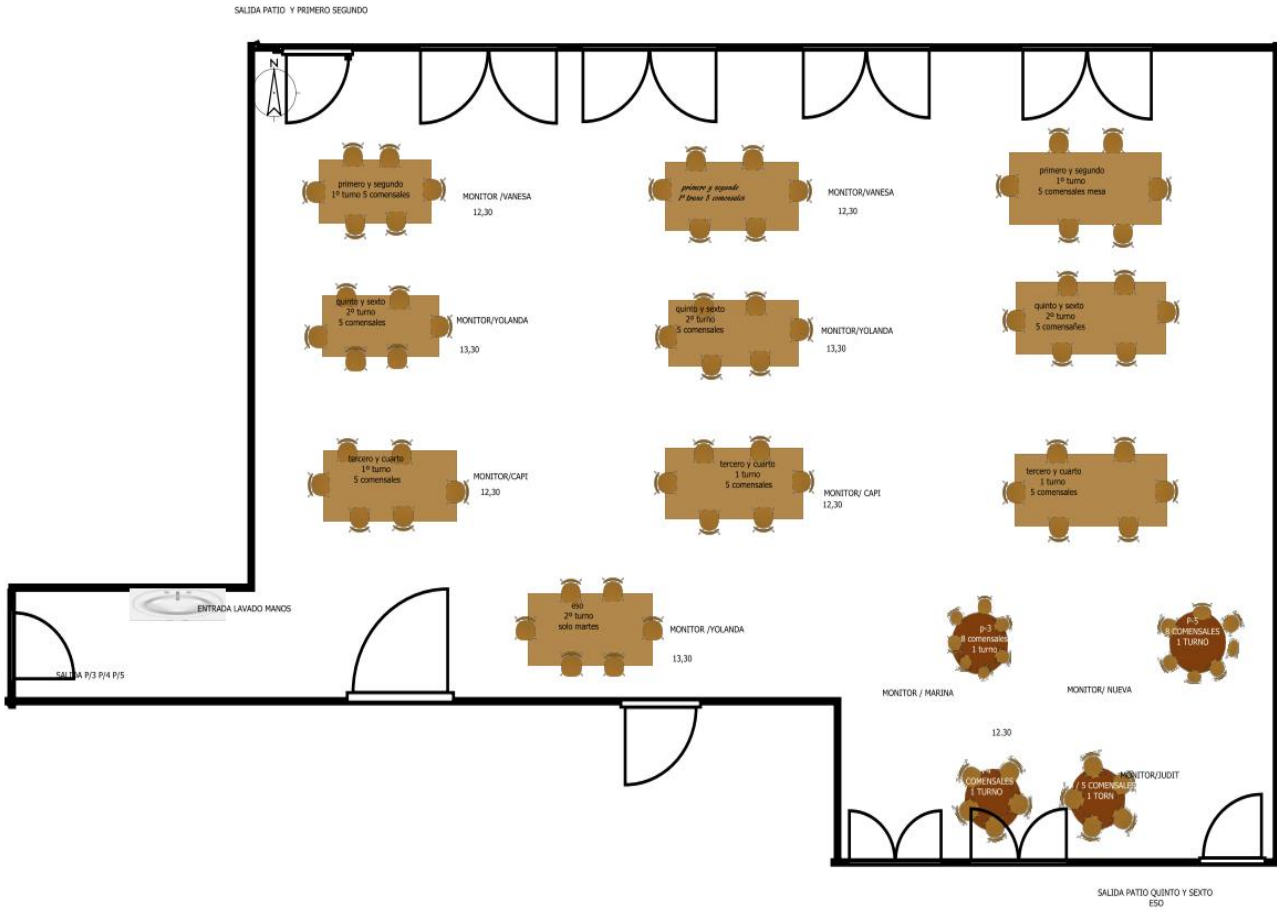 SALIDA PATIO Y PRIMERO SEGUNDO
N
primero y segundo
1º turno 5 comensales
MONITOR /VANESA
12,30
primero y segundo
1º turno 5 comensales
MONITOR/VANESA
12,30
primero y segundo
1º turno
5 comensales mesa
quinto y sexto
2º turno
5 comensales
MONITOR/YOLANDA
13,30
quinto y sexto
2º turno
5 comensales
MONITOR/YOLANDA
13,30
quinto y sexto
2º turno
5 comensañes
tercero y cuarto
1º turno
5 comensales
MONITOR/CAPI
12,30
tercero y cuarto
1 turno
5 comensales
MONITOR/ CAPI
12,30
tercero y cuarto
1 turno
5 comensales
ENTRADA LAVADO MANOS
SALIDA P/3 P/4 P/5
eso
2º turno
solo martes
MONITOR /YOLANDA
13,30
p-3
8 comensales
1 turno
MONITOR / MARINA
P-5
8 COMENSALES
1 TURNO
MONITOR/ NUEVA
12.30
COMENSALES
1 TURNO
5 COMENSALES
1 TORN
MONITOR/JUDIT
SALIDA PATIO QUINTO Y SEXTO
ESO